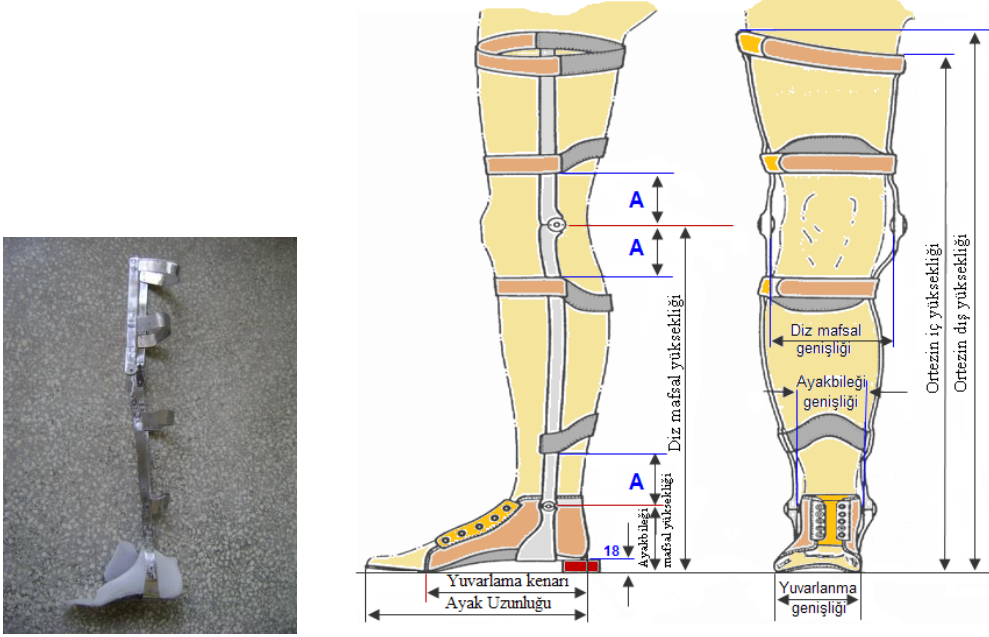 A
A
A
18
Ayakbileği
mafsal yüksekliği
Diz mafsal yüksekliği
Yuvarlama kenarı
Ayak Uzunluğu
Diz mafsal
genişliği
Ayakbileği
genişliği
Yuvarlanma
genişliği
Ortezin iç yüksekliği
Ortezin dış yüksekliği